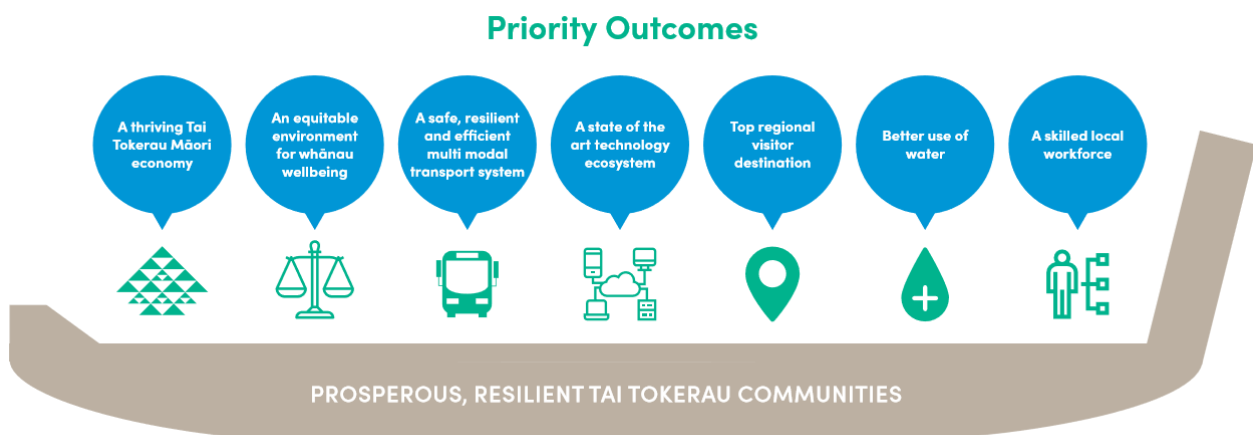 Priority Outcomes
A thriving Tai
Tokerau Māori
economy
An equitable
environment
for whānau
wellbeing
A safe, resilient
and efficient
multi modal
transport system
A state of the
art technology
ecosystem
Top regional
visitor
destination
Better use of
water
A skilled local
workforce
PROSPEROUS, RESILIENT TAI TOKERAU COMMUNITIES